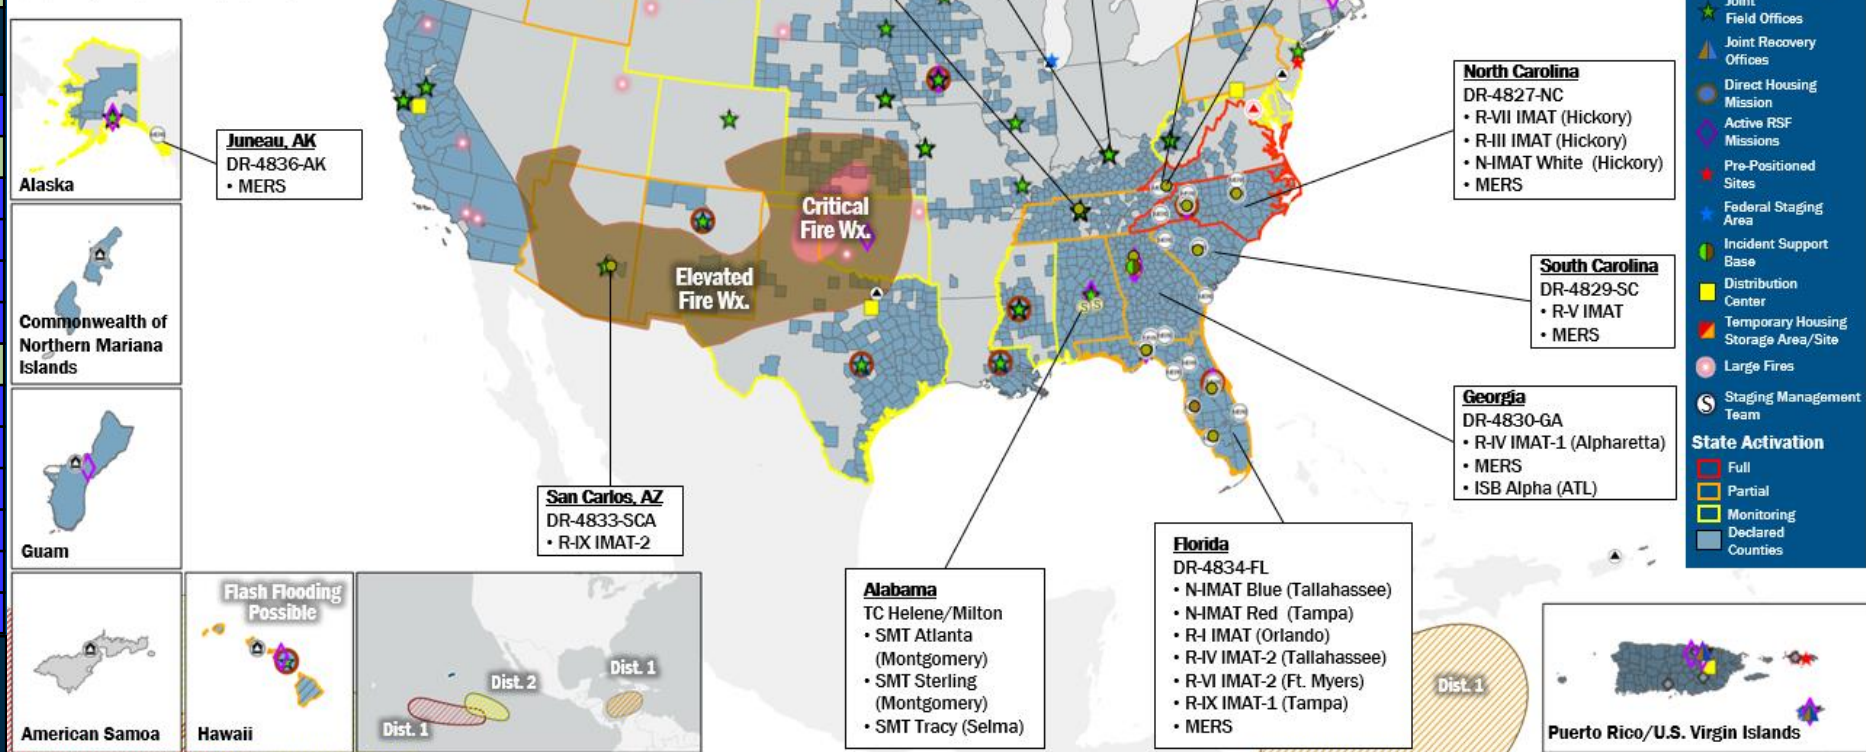 Alaska
Juneau, AK
DR-4836-AK
• MERS
Commonwealth of
Northern Mariana
Islands
Guam
American Samoa
Flash Flooding
Possible
Hawaii
Dist. 1
Dist. 2
Dist. 1
Critical
Fire Wx.
Elevated
Fire Wx.
San Carlos, AZ
DR-4833-SCA
• R-IX IMAT-2
Alabama
TC Helene/Milton
• SMT Atlanta
(Montgomery)
• SMT Sterling
(Montgomery)
• SMT Tracy (Selma)
Florida
DR-4834-FL
• N-IMAT Blue (Tallahassee)
• N-IMAT Red (Tampa)
• R-I IMAT (Orlando)
• R-IV IMAT-2 (Tallahassee)
• R-VI IMAT-2 (Ft. Myers)
• R-IX IMAT-1 (Tampa)
• MERS
North Carolina
DR-4827-NC
• R-VII IMAT (Hickory)
• R-III IMAT (Hickory)
• N-IMAT White (Hickory)
• MERS
South Carolina
DR-4829-SC
• R-V IMAT
• MERS
Georgia
DR-4830-GA
• R-IV IMAT-1 (Alpharetta)
• MERS
• ISB Alpha (ATL)
Dist. 1
Puerto Rico/U.S. Virgin Islands
Joint
Field Offices
Joint Recovery
Offices
Direct Housing
Mission
Active RSF
Missions
Pre-Positioned
Sites
Federal Staging
Area
Incident Support
Base
Distribution
Center
Temporary Housing
Storage Area/Site
Large Fires
S
Staging Management
Team
State Activation
Full
Partial
Monitoring
Declared
Counties